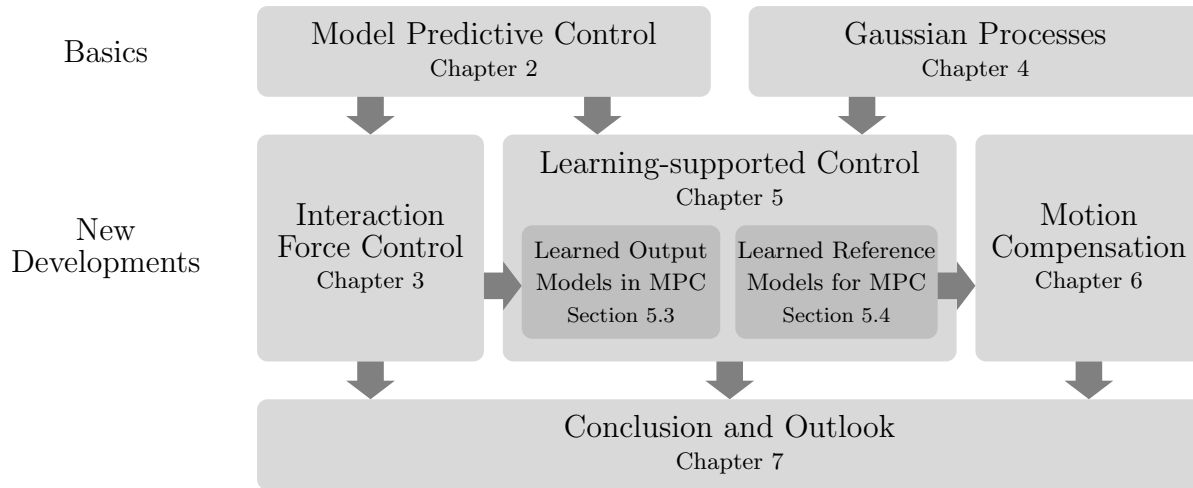 Basics
Model Predictive Control
Chapter 2
Gaussian Processes
Chapter 4
New
Developments
Interaction
Force Control
Chapter 3
Learning-supported Control
Chapter 5
Learned Output
Models in MPC
Section 5.3
Learned Reference
Models for MPC
Section 5.4
Motion
Compensation
Chapter 6
Conclusion and Outlook
Chapter 7